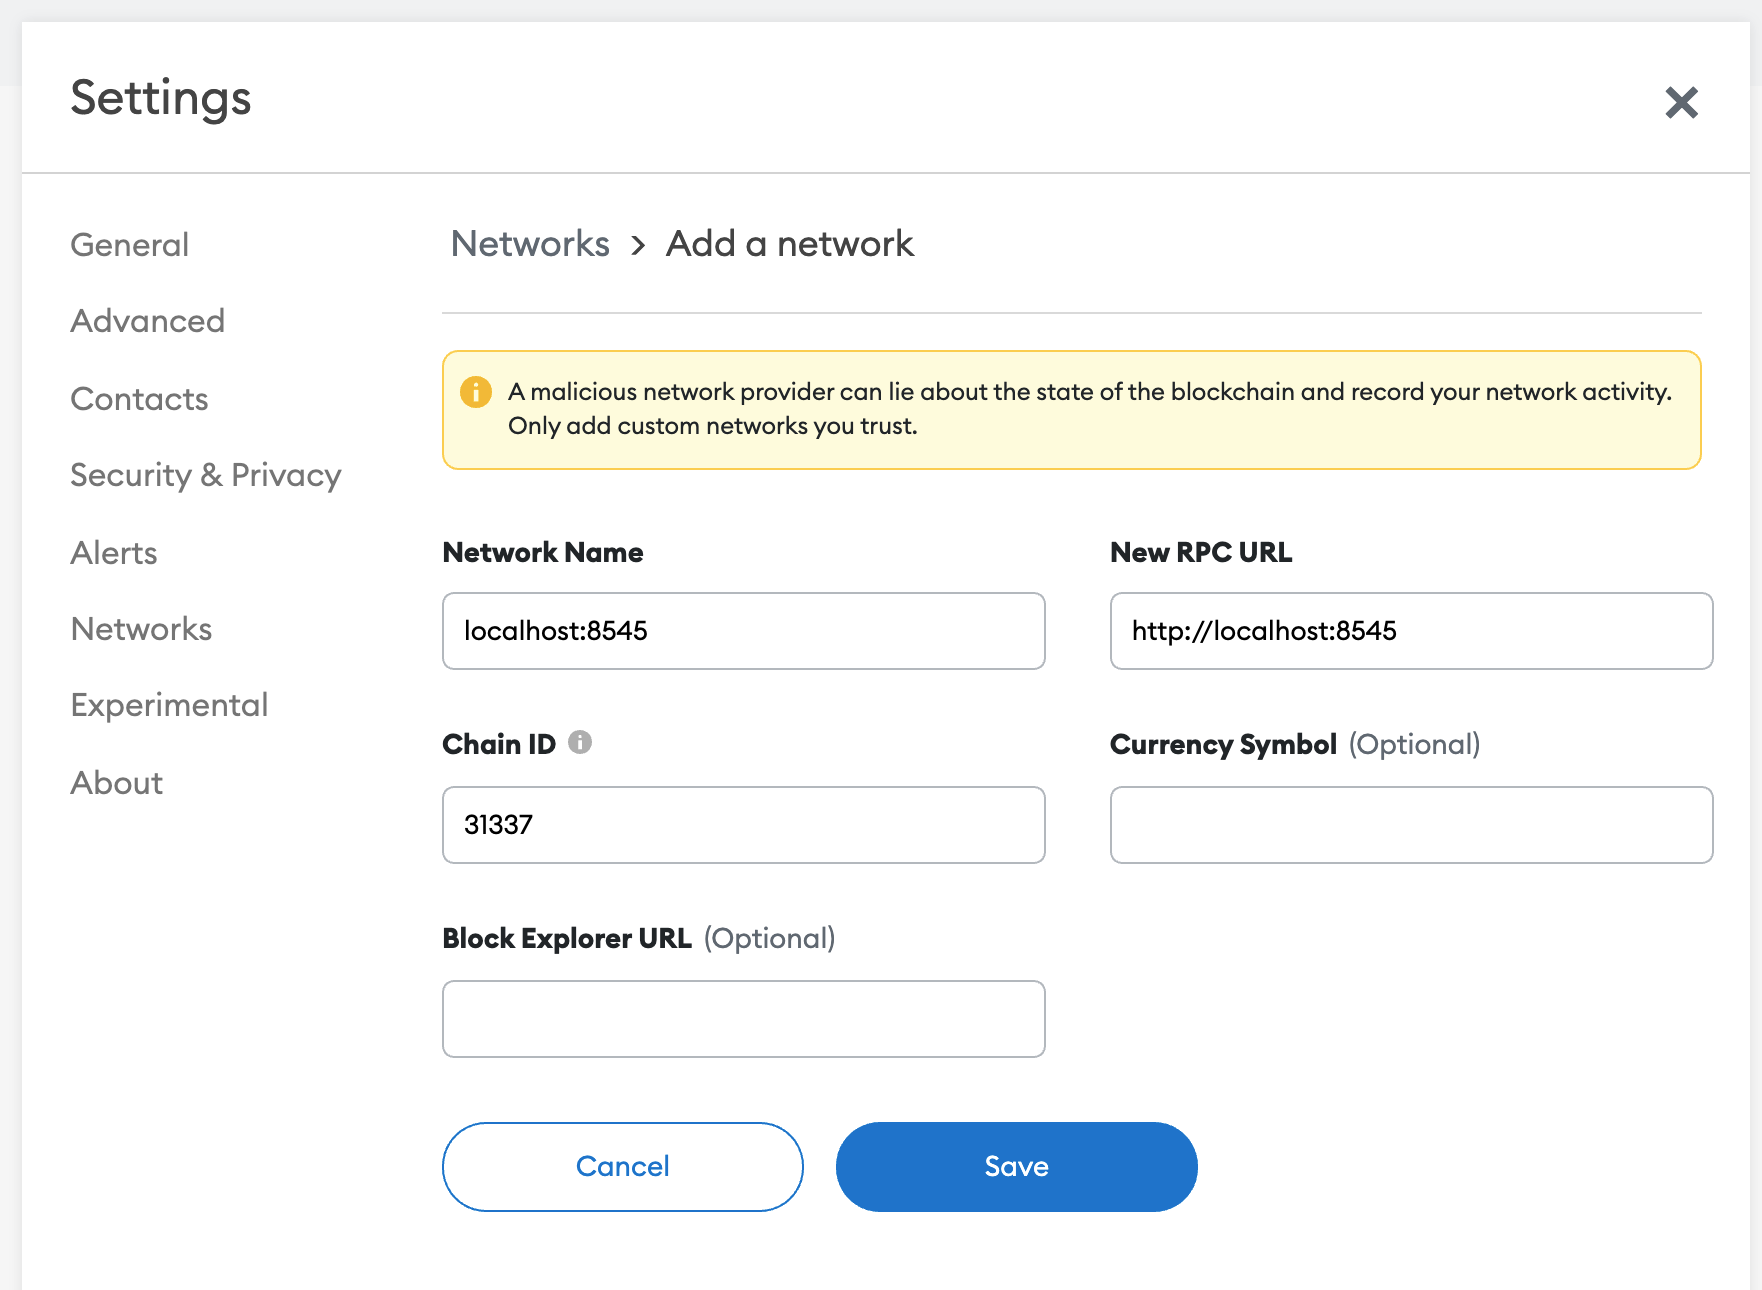 Settings
General
Advanced
Contacts
Security & Privacy
Alerts
Networks
Experimental
About
Networks > Add a network
A malicious network provider can lie about the state of the blockchain and record your network activity.
Only add custom networks you trust.
Network Name
localhost:8545
New RPC URL
http://localhost:8545
Chain ID
31337
Currency Symbol (Optional)
Block Explorer URL (Optional)
Cancel
Save